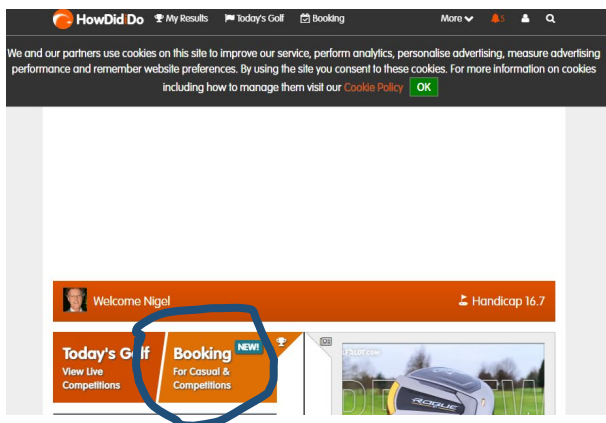 HowDidiDo My Results Today's Golf Booking More 5
We and our partners use cookies on this site to improve our service, perform analytics, personalise advertising, measure advertising
performance and remember website preferences. By using the site you consent to these cookies. For more information on cookies
including how to manage them visit our Cookie Policy OK
Welcome Nigel Handicap 16.7
Today's Golf
View Live
Competitions
Booking NEW!
For Casual &
Competitions
ROGUE